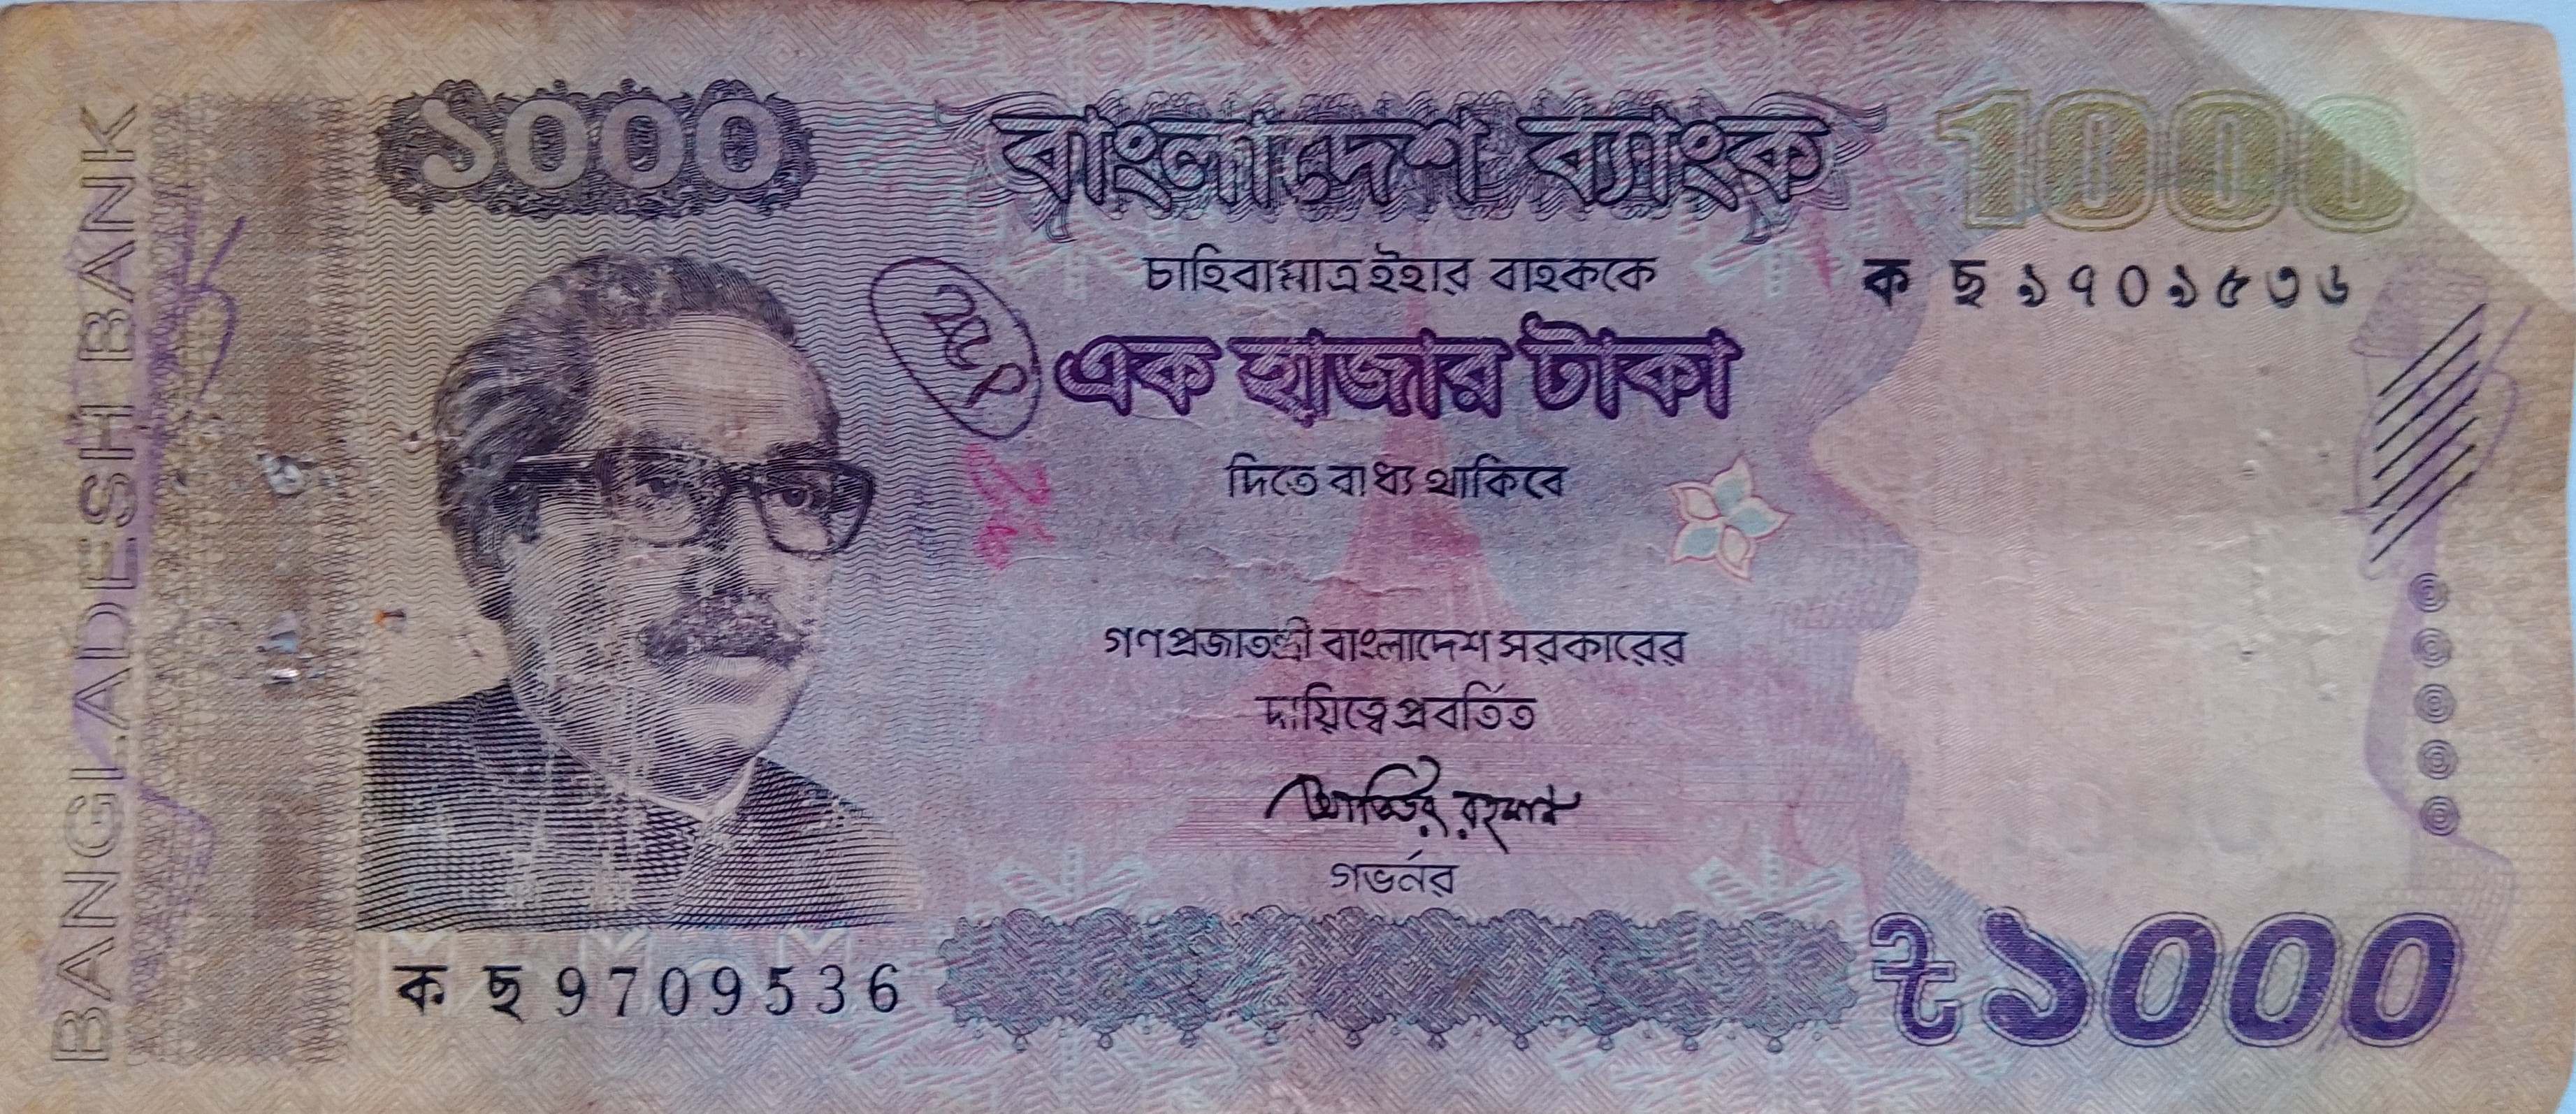 BANGLADESH BANK
১০০০
বাংলাদেশ ব্যাংক
1000
চাহিবামাত্র ইহার বাহককে
ক ছ ৯৭০৯৫৩৬
এক হাজার টাকা
দিতে বাধ্য থাকিবে
গণপ্রজাতন্ত্রী বাংলাদেশ সরকারের
দায়িত্বে প্রবর্তিত
আতিউর রহমান
গভর্নর
ক ছ 9709536
৳১০০০